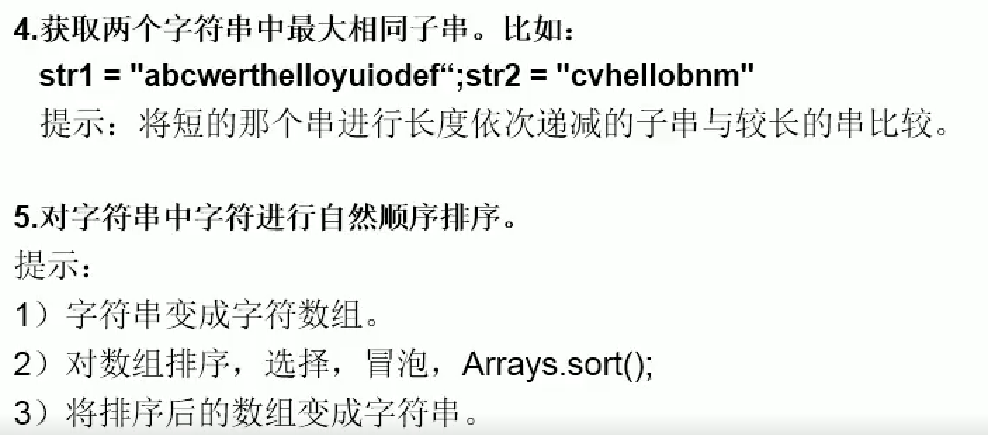 4.获取两个字符串中最大相同子串。比如：
str1 = "abcwerthelloyuiodef“;str2 = "cvhellobnm"
提示：将短的那个串进行长度依次递减的子串与较长的串比较。
5.对字符串中字符进行自然顺序排序。
提示：
1）字符串变成字符数组。
2）对数组排序，选择，冒泡，Arrays.sort();
3）将排序后的数组变成字符串。